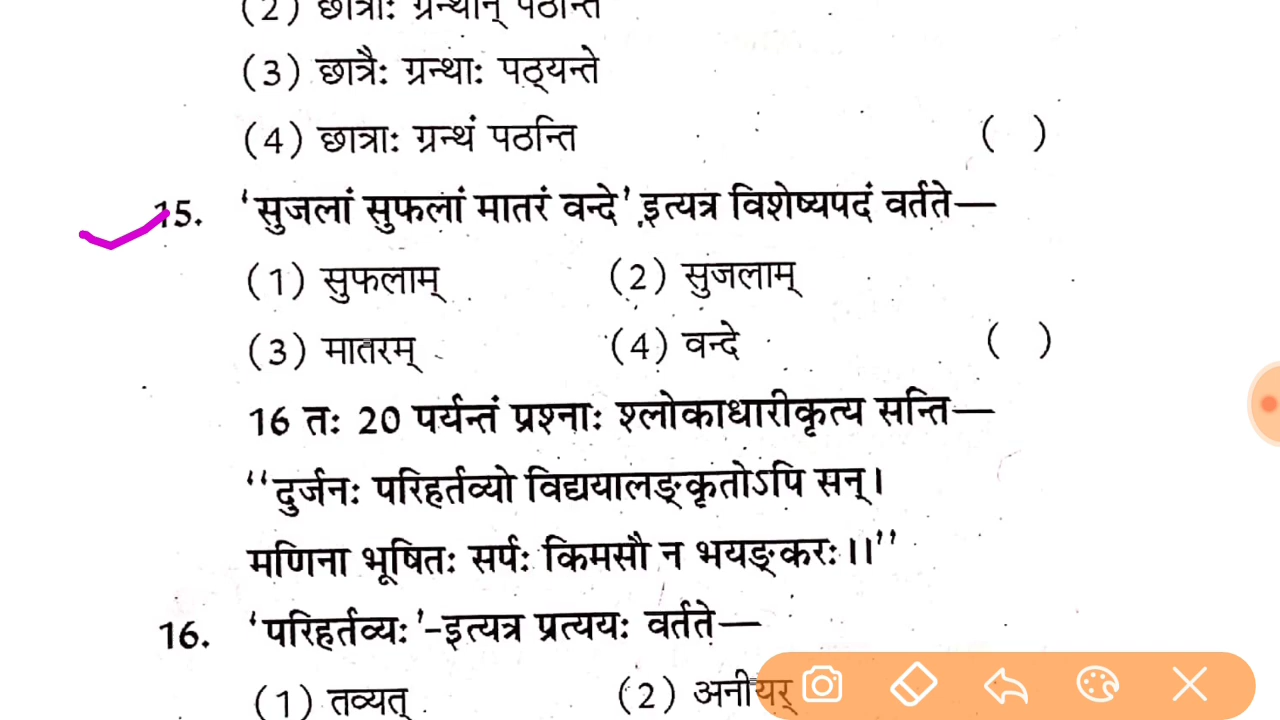 (2) छात्राः ग्रन्थान् पठन्ति
(3) छात्रैः ग्रन्थाः पठ्यन्ते
(4) छात्राः ग्रन्थं पठन्ति ( )
15. 'सुजलां सुफलां मातरं वन्दे' इत्यत्र विशेष्यपदं वर्तते—
(1) सुफलाम् (2) सुजलाम्
(3) मातरम् (4) वन्दे ( )
16 तः 20 पर्यन्तं प्रश्नाः श्लोकाधारीकृत्य सन्ति—
"दुर्जनः परिहर्तव्यो विद्ययालङ्कृतोऽपि सन्।
मणिना भूषितः सर्पः किमसौ न भयङ्करः।।"
16. 'परिहर्तव्यः'-इत्यत्र प्रत्ययः वर्तते—
(1) तव्यत् (2) अनीयर्